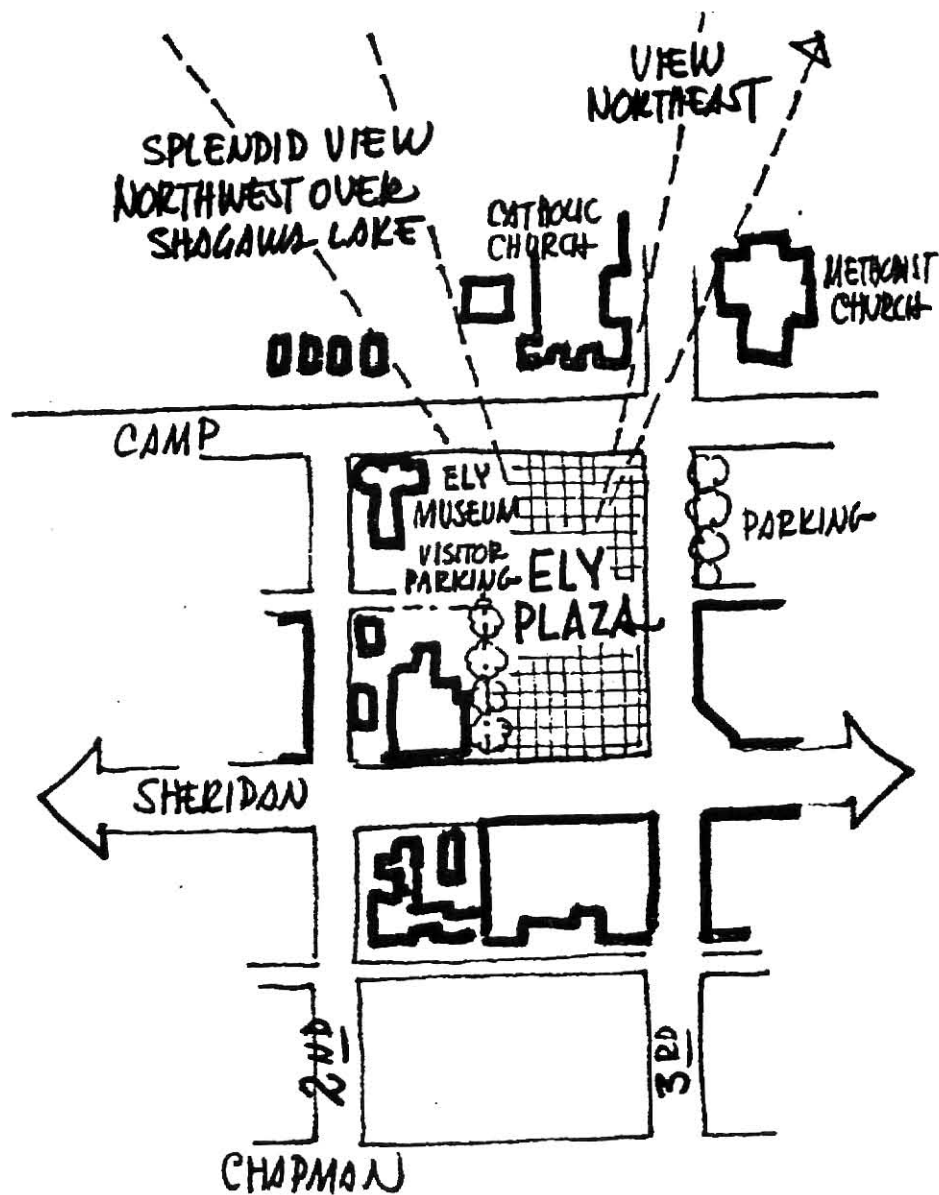 VIEW
NORTHEAST
SPLENDID VIEW
NORTHWEST OVER
SHAGAWA LAKE
CATHOLIC
CHURCH
METHODIST
CHURCH
CAMP
ELY
MUSEUM
VISITOR
PARKING
ELY
PLAZA
PARKING
SHERIDAN
2ND
3RD
CHAPMAN